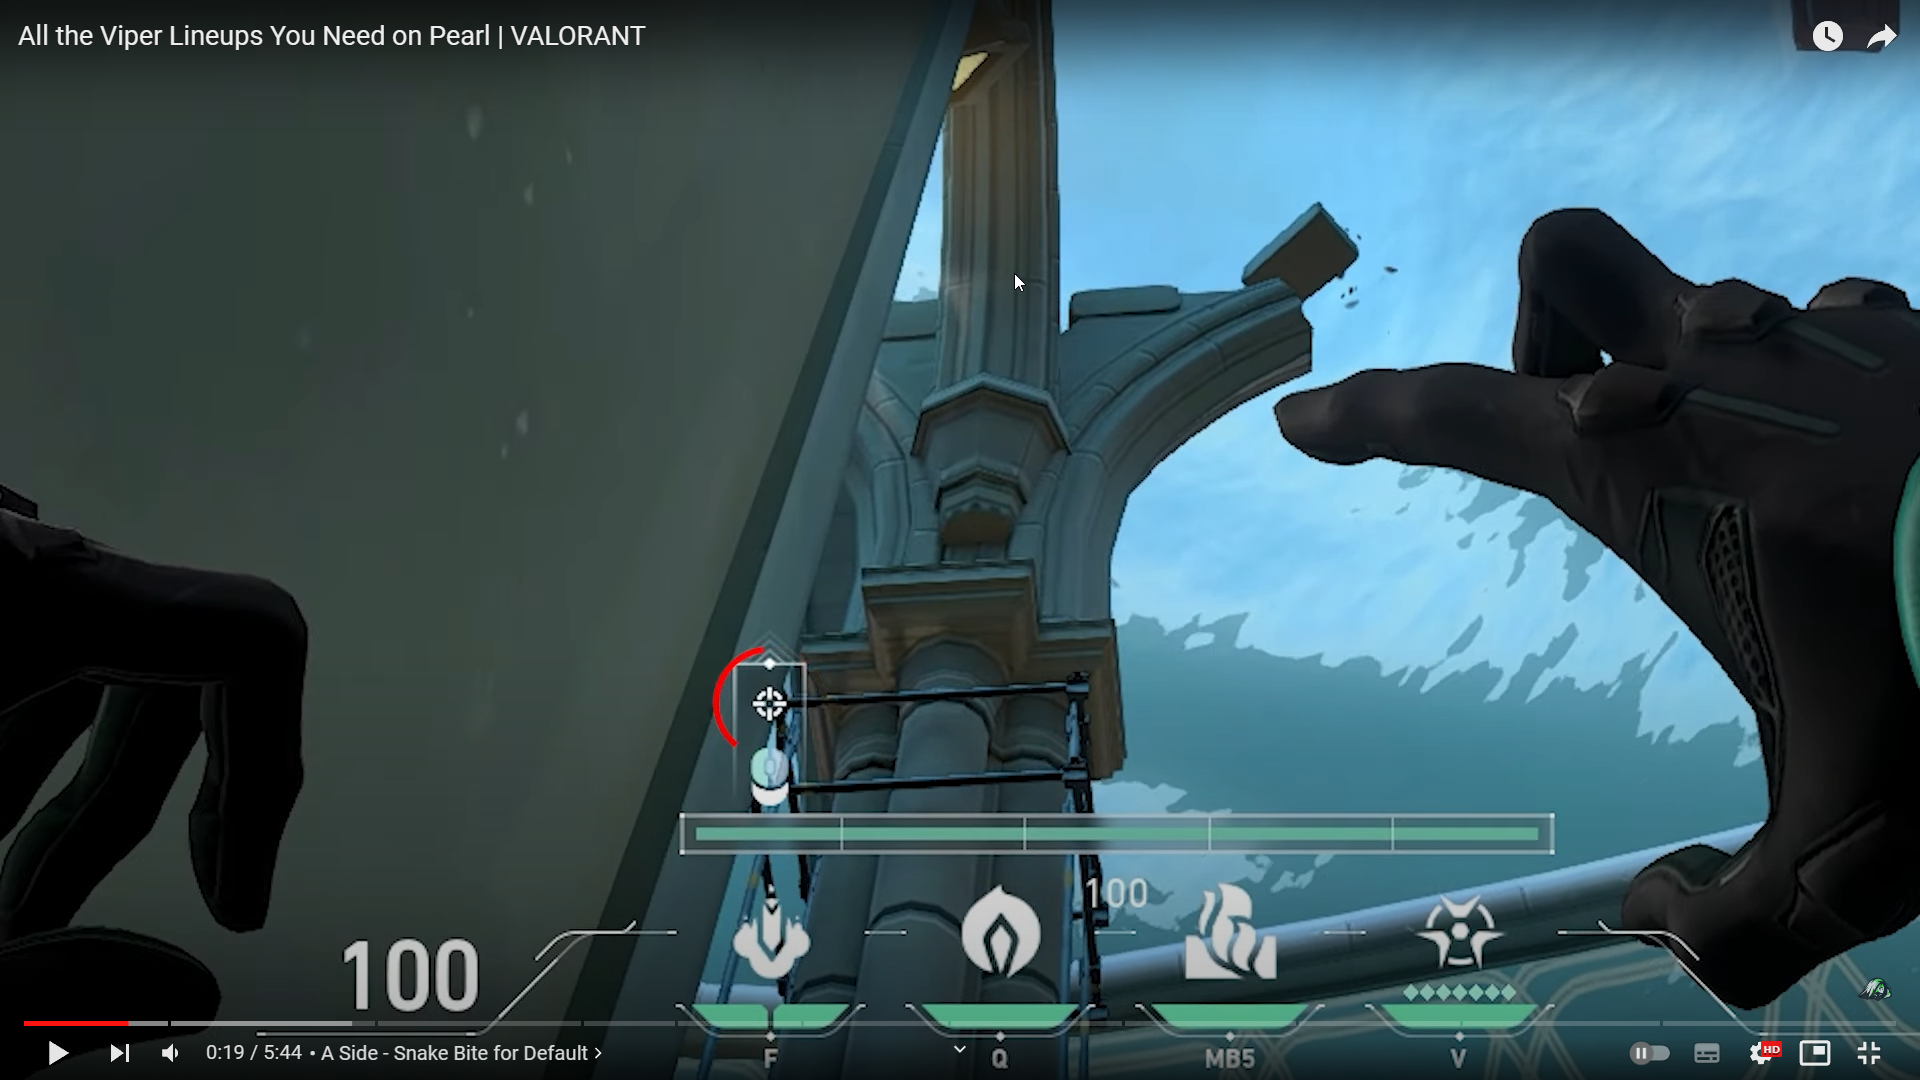 All the Viper Lineups You Need on Pearl | VALORANT
100
100
F
Q
MB5
V
0:19 / 5:44 • A Side - Snake Bite for Default
HD